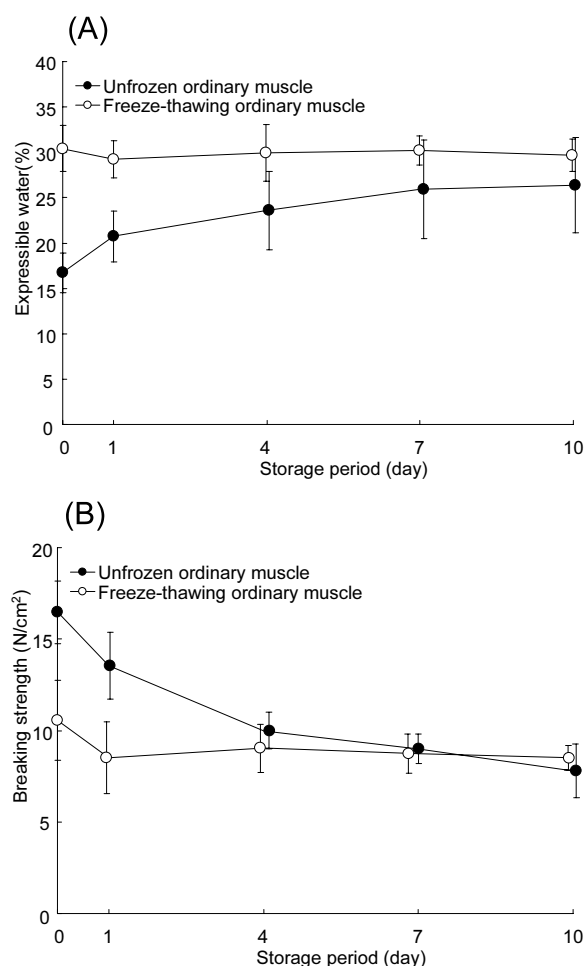 (A)
40
35
30
25
20
15
10
5
0
Expressible water(%)
Unfrozen ordinary muscle
Freeze-thawing ordinary muscle
0 1 4 7 10
Storage period (day)
(B)
20
15
10
5
0
Breaking strength (N/cm²)
Unfrozen ordinary muscle
Freeze-thawing ordinary muscle
0 1 4 7 10
Storage period (day)